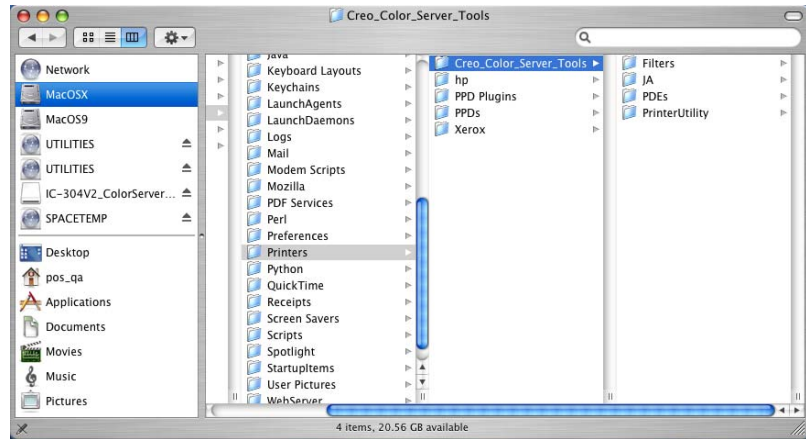 Creo_Color_Server_Tools
Network
MacOSX
MacOS9
UTILITIES
UTILITIES
IC-304V2_ColorServer...
SPACETEMP
Desktop
pos_qa
Applications
Documents
Movies
Music
Pictures
Java
Keyboard Layouts
Keychains
LaunchAgents
LaunchDaemons
Logs
Mail
Modem Scripts
Mozilla
PDF Services
Perl
Preferences
Printers
Python
QuickTime
Receipts
Screen Savers
Scripts
Spotlight
StartupItems
User Pictures
WebServer
Creo_Color_Server_Tools
hp
PPD Plugins
PPDs
Xerox
Filters
JA
PDEs
PrinterUtility
4 items, 20.56 GB available